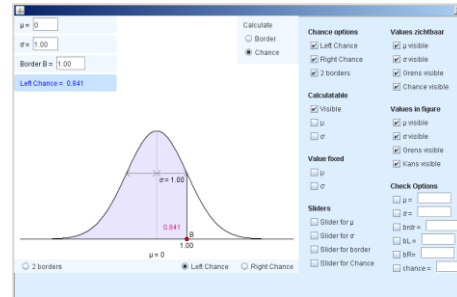 μ = 0
σ = 1.00
Border B = 1.00
Left Chance = 0.841
Calculate
Border
Chance
σ = 1.00
0.841
B
1.00
μ = 0
2 borders
Left Chance
Right Chance
Chance options
Left Chance
Right Chance
2 borders
Calculatable
Visible
μ
σ
Value fixed
μ
σ
Sliders
Slider for μ
Slider for σ
Slider for border
Slider for Chance
Values zichtbaar
μ visible
σ visible
Grens visible
Chance visible
Values in figure
μ visible
σ visible
Grens visible
Kans visible
Check Options
μ =
σ =
brdr =
bL =
bR=
chance =